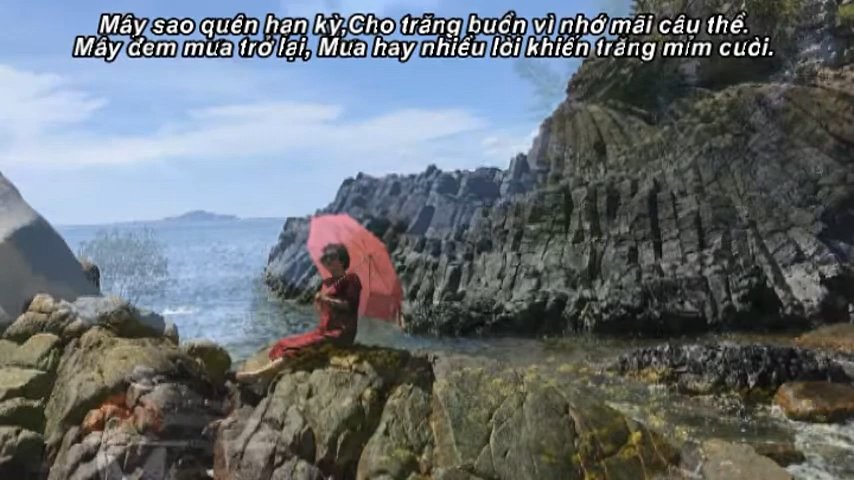 Mây sao quên hạn kỳ,Cho trăng buồn vì nhớ mãi câu thề.
Mây đem mưa trở lại, Mưa hay nhiều lời khiến trăng mỉm cười.